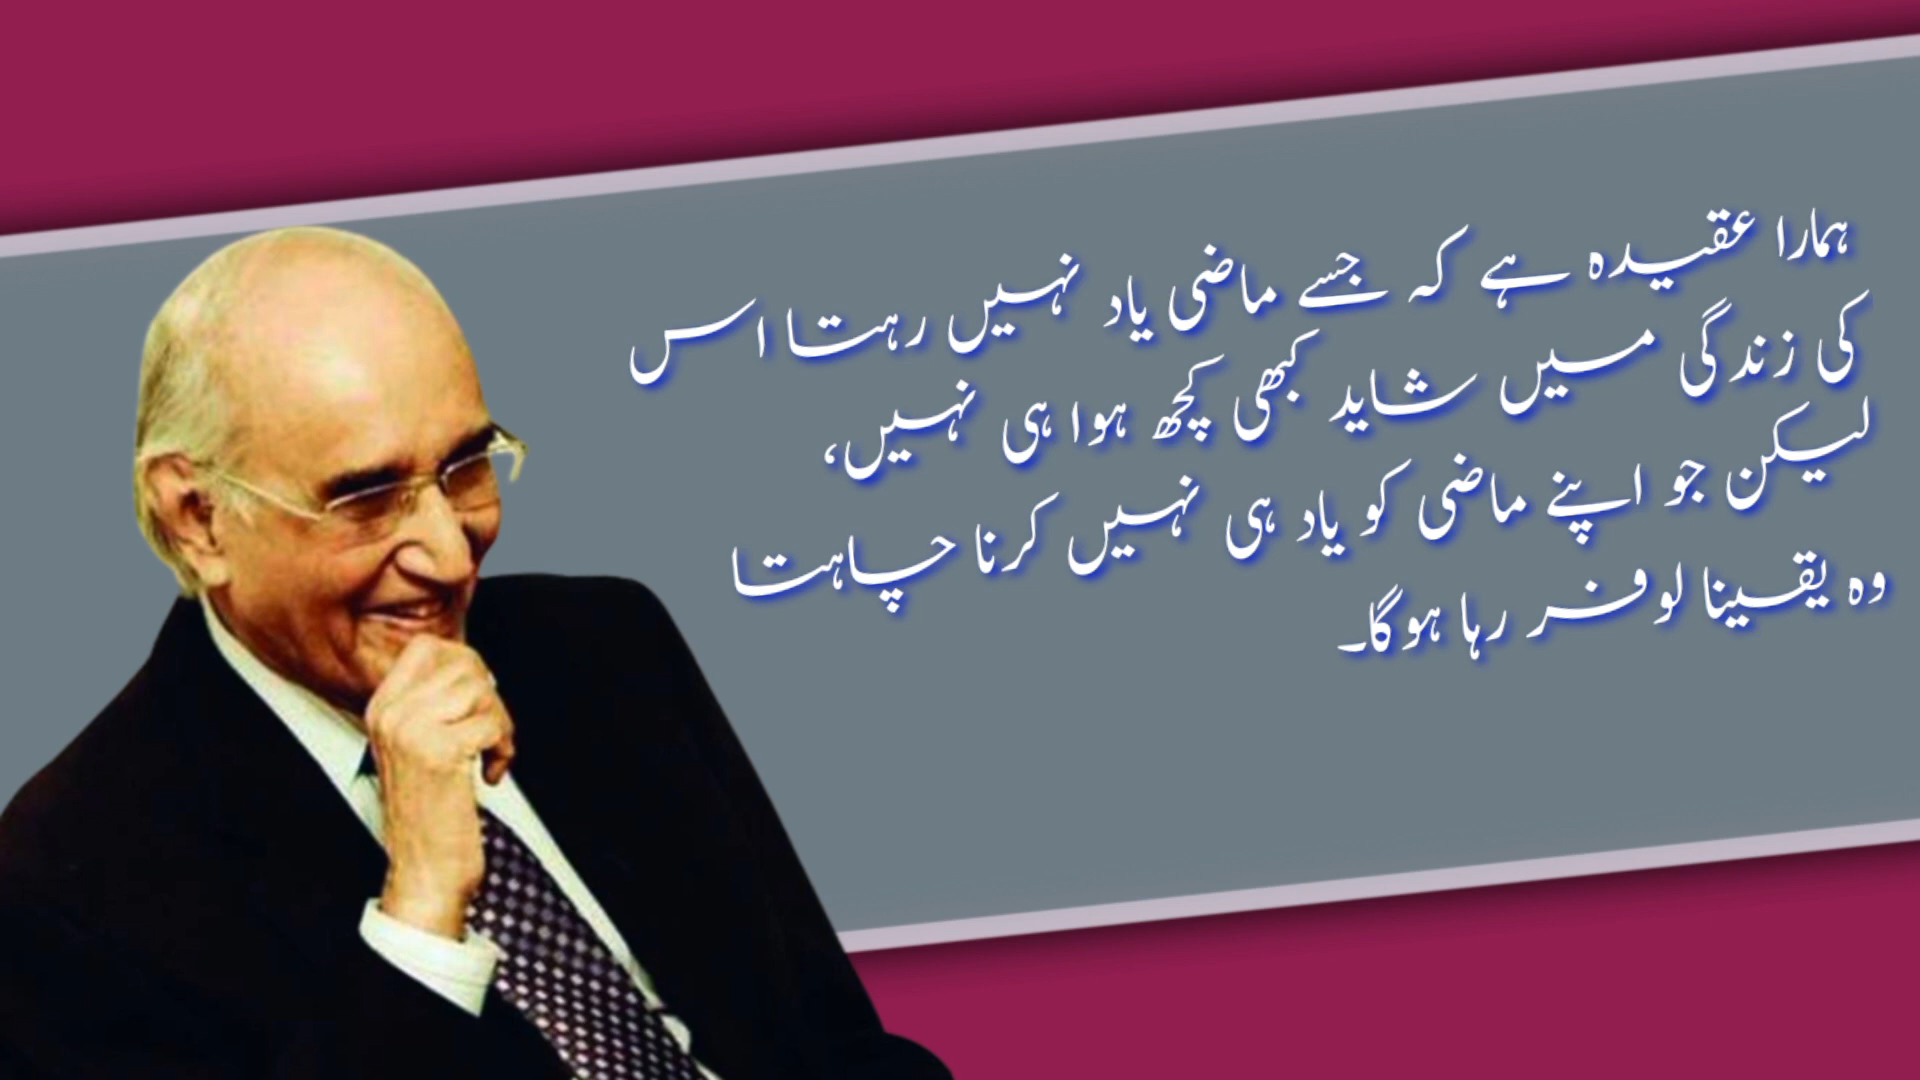 ہمارا عقیدہ ہے کہ جسے ماضی یاد نہیں رہتا اس
کی زندگی میں شاید کبھی کچھ ہوا ہی نہیں،
لیکن جو اپنے ماضی کو یاد ہی نہیں کرنا چاہتا
وہ یقینا لوفر رہا ہوگا۔